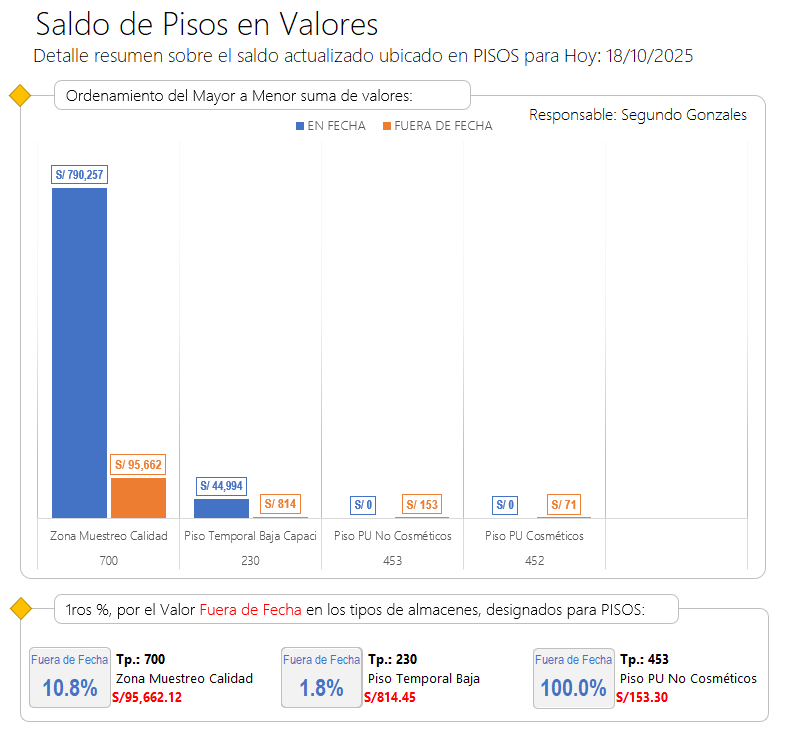 Saldo de Pisos en Valores
Detalle resumen sobre el saldo actualizado ubicado en PISOS para Hoy: 18/10/2025
Ordenamiento del Mayor a Menor suma de valores:
Responsable: Segundo Gonzales
EN FECHA FUERA DE FECHA
S/ 790,257
S/ 95,662
S/ 44,994
S/ 814
S/ 0
S/ 153
S/ 0
S/ 71
Zona Muestreo Calidad Piso Temporal Baja Capaci Piso PU No Cosméticos Piso PU Cosméticos
700 230 453 452
1ros %, por el Valor Fuera de Fecha en los tipos de almacenes, designados para PISOS:
Fuera de Fecha
10.8%
Tp.: 700
Zona Muestreo Calidad
S/95,662.12
Fuera de Fecha
1.8%
Tp.: 230
Piso Temporal Baja
S/814.45
Fuera de Fecha
100.0%
Tp.: 453
Piso PU No Cosméticos
S/153.30